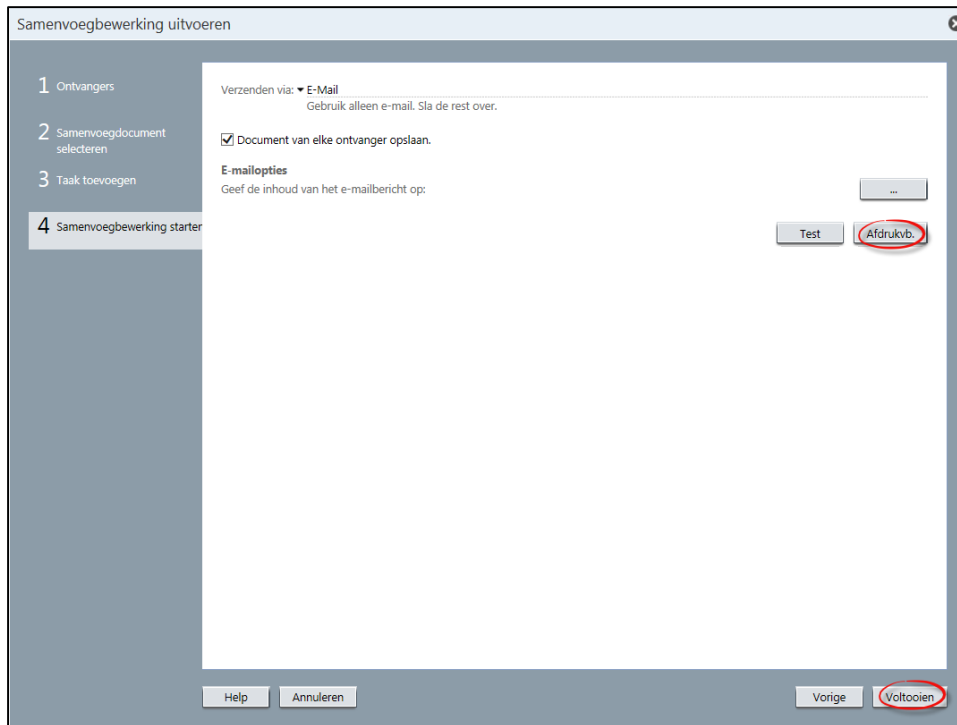 Samenvoegbewerking uitvoeren
1 Ontvangers
2 Samenvoegdocument
selecteren
3 Taak toevoegen
4 Samenvoegbewerking starten
Verzenden via: E-Mail
Gebruik alleen e-mail. Sla de rest over.
Document van elke ontvanger opslaan.
E-mailopties
Geef de inhoud van het e-mailbericht op:
...
Test Afdrukvb.
Help Annuleren Vorige Voltooien